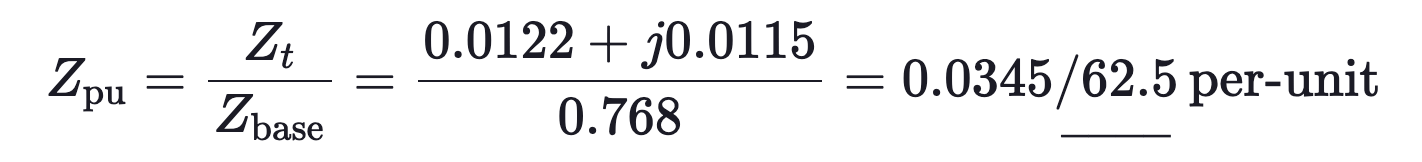 Z_pu = Z_t / Z_base = (0.0122 + j0.0115) / 0.768 = 0.0345/62.5 per-unit